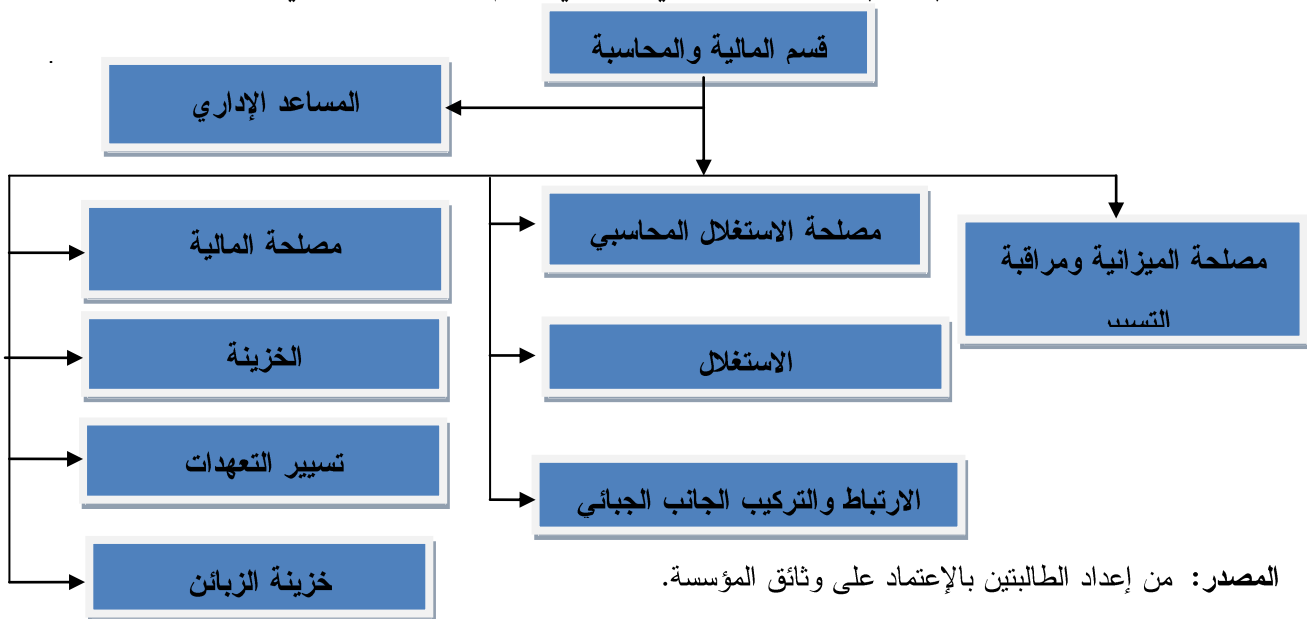 قسم المالية والمحاسبة
المساعد الإداري
مصلحة الميزانية ومراقبة
مصلحة الاستغلال المحاسبي
الاستغلال
الارتباط والتركيب الجانب الجبائي
مصلحة المالية
الخزينة
تسيير التعهدات
خزينة الزبائن
المصدر: من إعداد الطالبتين بالإعتماد على وثائق المؤسسة.